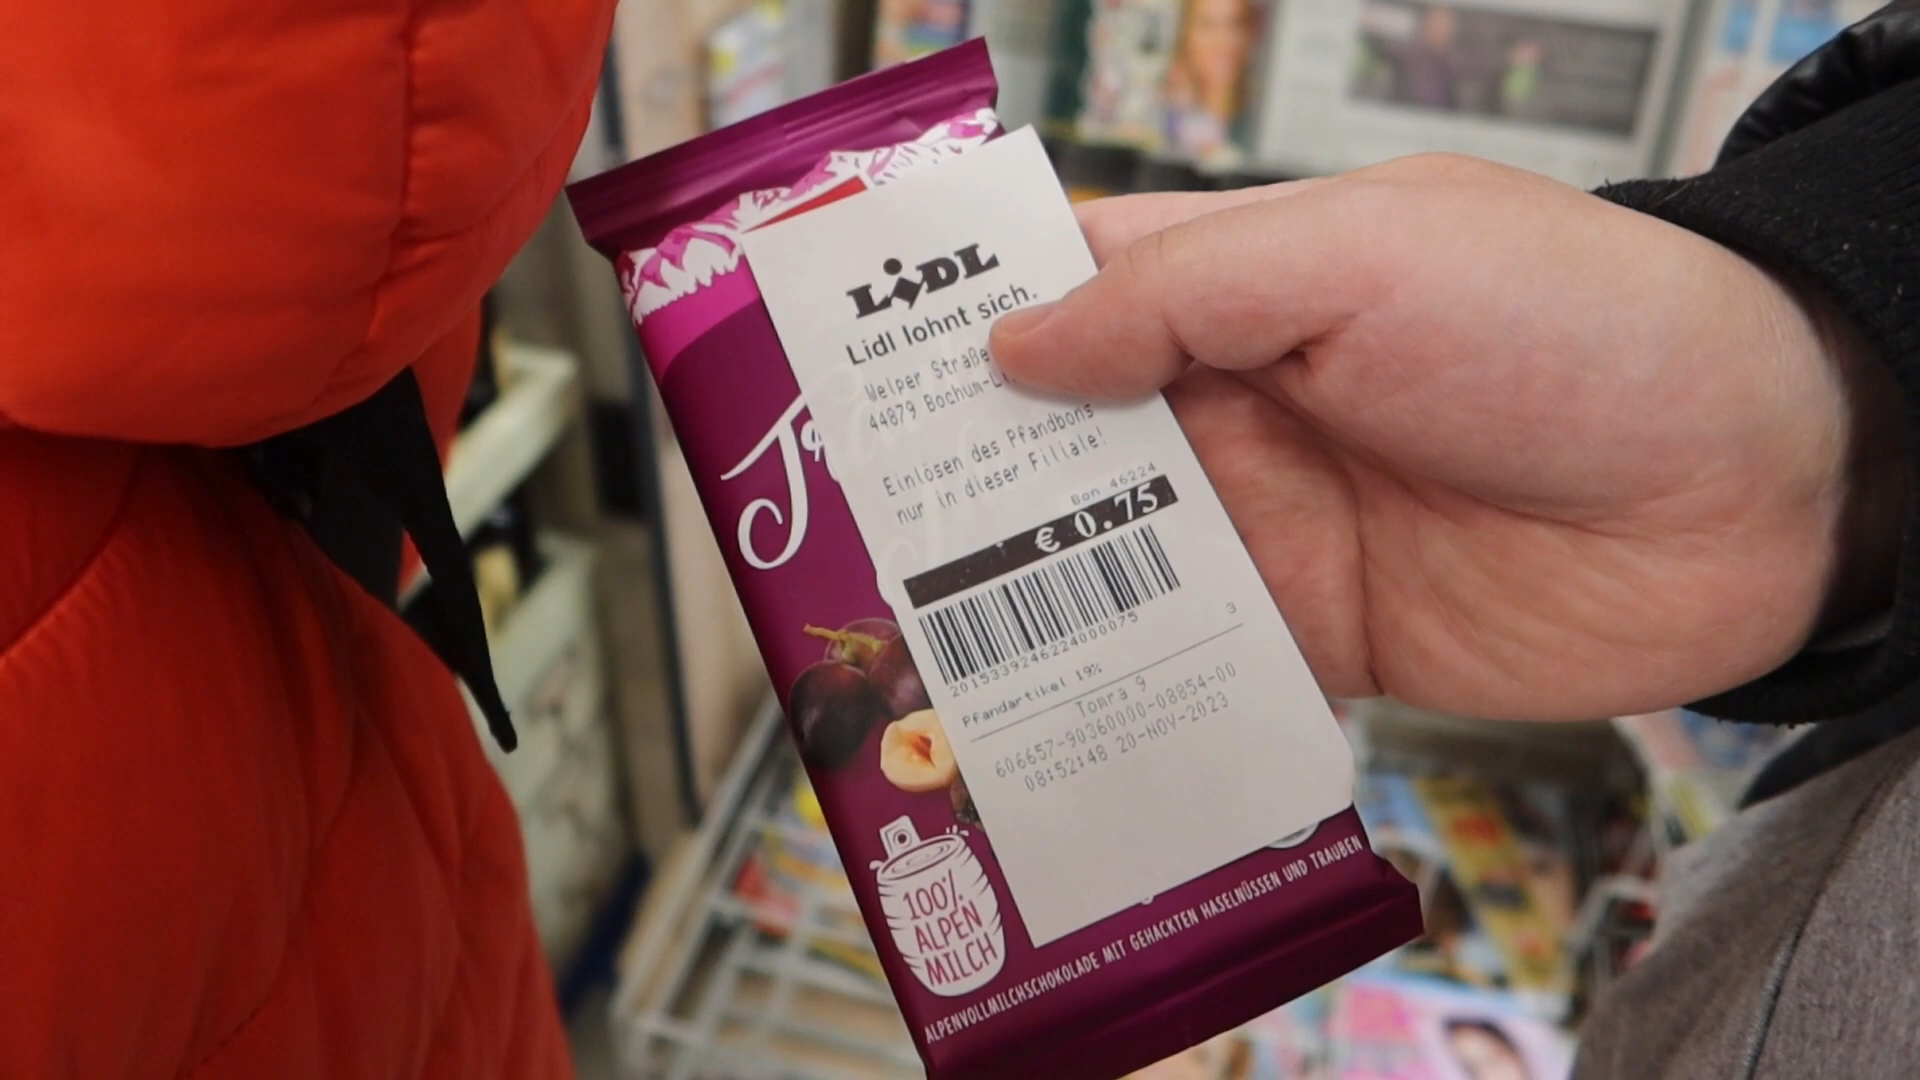 LIDL
Lidl lohnt sich.
Welper Straße
44879 Bochum-
Einlösen des Pfandbons
nur in dieser Filiale!
Bon 46224
€ 0.75
2015339246224000075
3
Pfandartikel 19%
Tomra 9
606657-90360000-08854-00
08:52:48 20-NOV-2023
100% ALPEN MILCH
ALPENVOLLMILCHSCHOKOLADE MIT GEHACKTEN HASELNÜSSEN UND TRAUBEN